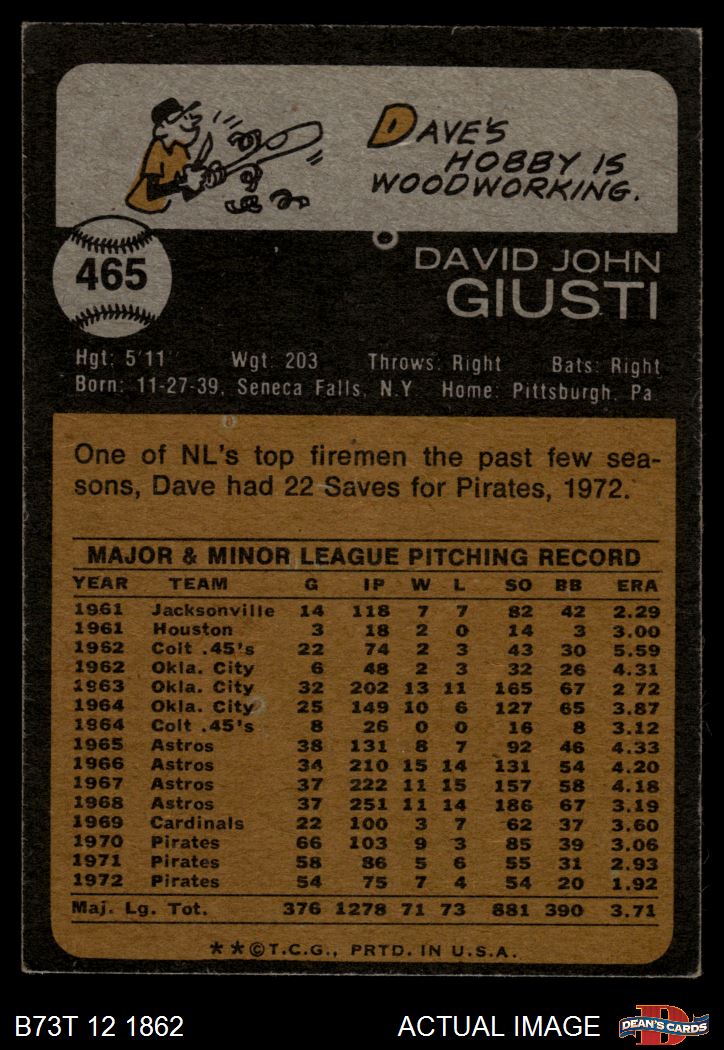 DAVE'S
HOBBY IS
WOODWORKING.
465
DAVID JOHN
GIUSTI
Hgt: 5'11" Wgt: 203 Throws: Right Bats: Right
Born: 11-27-39, Seneca Falls, N.Y. Home: Pittsburgh, Pa.
One of NL's top firemen the past few sea-
sons, Dave had 22 Saves for Pirates, 1972.
MAJOR & MINOR LEAGUE PITCHING RECORD
YEAR TEAM G IP W L SO BB ERA
1961 Jacksonville 14 118 7 7 82 42 2.29
1961 Houston 3 18 2 0 14 3 3.00
1962 Colt .45's 22 74 2 3 43 30 5.59
1962 Okla. City 6 48 2 3 32 26 4.31
1963 Okla. City 32 202 13 11 165 67 2.72
1964 Okla. City 25 149 10 6 127 65 3.87
1964 Colt .45's 8 26 0 0 16 8 3.12
1965 Astros 38 131 8 7 92 46 4.33
1966 Astros 34 210 15 14 131 54 4.20
1967 Astros 37 222 11 15 157 58 4.18
1968 Astros 37 251 11 14 186 67 3.19
1969 Cardinals 22 100 3 7 62 37 3.60
1970 Pirates 66 103 9 3 85 39 3.06
1971 Pirates 58 86 5 6 55 31 2.93
1972 Pirates 54 75 7 4 54 20 1.92
Maj. Lg. Tot. 376 1278 71 73 881 390 3.71
**©T.C.G., PRTD. IN U.S.A.
B73T 12 1862 ACTUAL IMAGE
D
DEAN'S CARDS